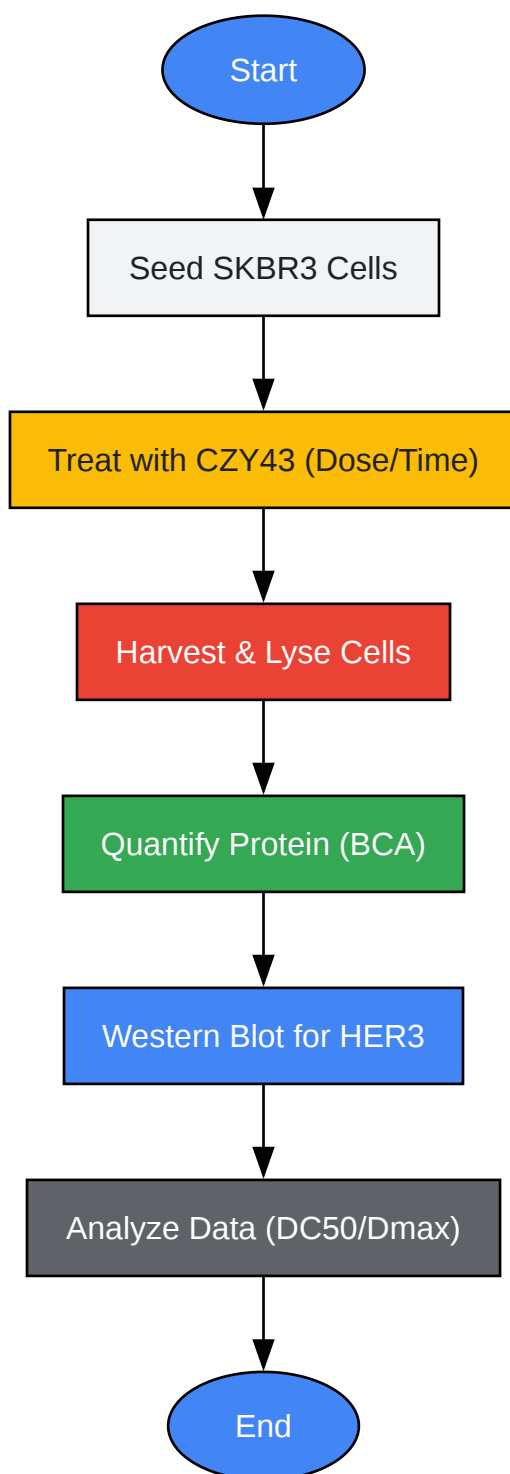 Start
Seed SKBR3 Cells
Treat with CZY43 (Dose/Time)
Harvest & Lyse Cells
Quantify Protein (BCA)
Western Blot for HER3
Analyze Data (DC50/Dmax)
End